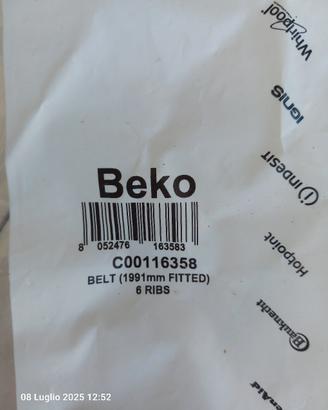 Whirlpool
IGNIS
indesit
Beko
8 052476 163583
C00116358
BELT (1991mm FITTED)
6 RIBS
Hotpoint
Bauknecht
enAid
08 Luglio 2025 12:52